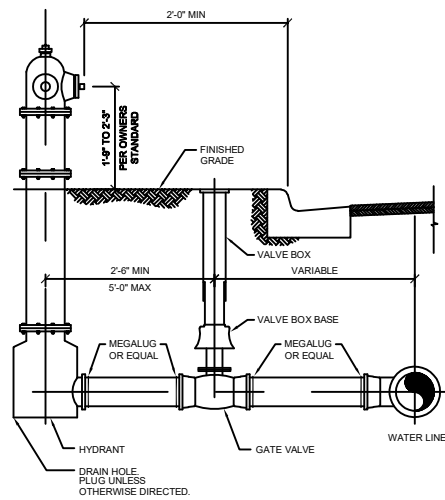 2'-0" MIN
1'-9" TO 2'-3"
PER OWNERS
STANDARD
FINISHED
GRADE
VALVE BOX
2'-6" MIN
VARIABLE
5'-0" MAX
VALVE BOX BASE
MEGALUG
OR EQUAL
MEGALUG
OR EQUAL
WATER LINE
HYDRANT
GATE VALVE
DRAIN HOLE.
PLUG UNLESS
OTHERWISE DIRECTED.